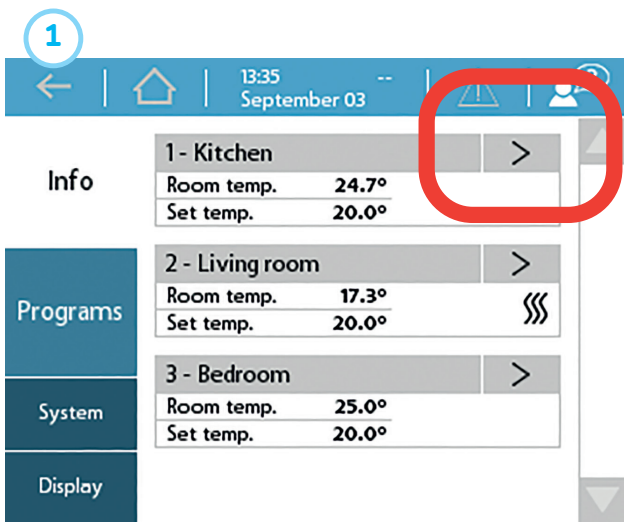 1
13:35 --
September 03
?
Info
1 - Kitchen
>
Room temp. 24.7°
Set temp. 20.0°
Programs
2 - Living room
>
Room temp. 17.3°
Set temp. 20.0°
System
3 - Bedroom
>
Room temp. 25.0°
Set temp. 20.0°
Display